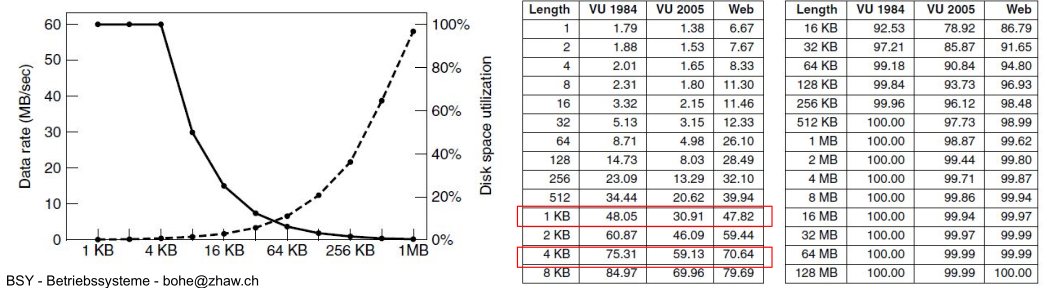 60
50
40
30
20
10
0
Data rate (MB/sec)
1 KB 4 KB 16 KB 64 KB 256 KB 1MB
100%
80%
60%
40%
20%
0%
Disk space utilization
BSY - Betriebssysteme - bohe@zhaw.ch
Length VU 1984 VU 2005 Web
1 1.79 1.38 6.67
2 1.88 1.53 7.67
4 2.01 1.65 8.33
8 2.31 1.80 11.30
16 3.32 2.15 11.46
32 5.13 3.15 12.33
64 8.71 4.98 26.10
128 14.73 8.03 28.49
256 23.09 13.29 32.10
512 34.44 20.62 39.94
1 KB 48.05 30.91 47.82
2 KB 60.87 46.09 59.44
4 KB 75.31 59.13 70.64
8 KB 84.97 69.96 79.69
Length VU 1984 VU 2005 Web
16 KB 92.53 78.92 86.79
32 KB 97.21 85.87 91.65
64 KB 99.18 90.84 94.80
128 KB 99.84 93.73 96.93
256 KB 99.96 96.12 98.48
512 KB 100.00 97.73 98.99
1 MB 100.00 98.87 99.62
2 MB 100.00 99.44 99.80
4 MB 100.00 99.71 99.87
8 MB 100.00 99.86 99.94
16 MB 100.00 99.94 99.97
32 MB 100.00 99.97 99.99
64 MB 100.00 99.99 99.99
128 MB 100.00 99.99 100.00